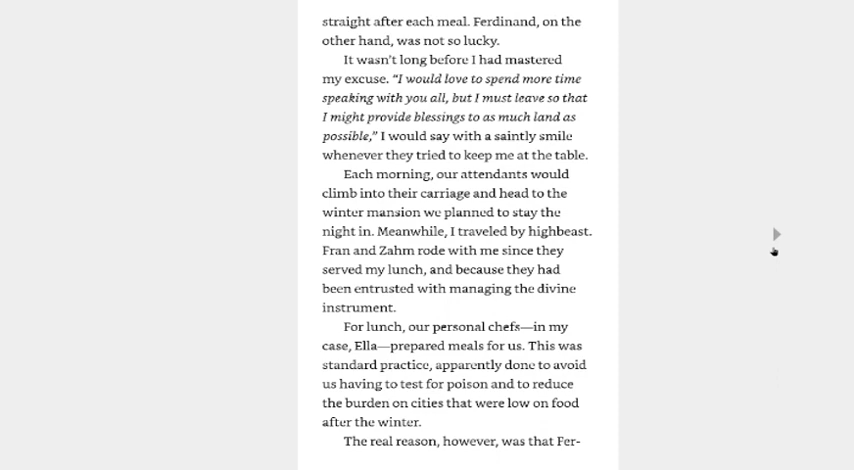 straight after each meal. Ferdinand, on the
other hand, was not so lucky.
It wasn't long before I had mastered
my excuse. “I would love to spend more time
speaking with you all, but I must leave so that
I might provide blessings to as much land as
possible,” I would say with a saintly smile
whenever they tried to keep me at the table.
Each morning, our attendants would
climb into their carriage and head to the
winter mansion we planned to stay the
night in. Meanwhile, I traveled by highbeast.
Fran and Zahm rode with me since they
served my lunch, and because they had
been entrusted with managing the divine
instrument.
For lunch, our personal chefs—in my
case, Ella—prepared meals for us. This was
standard practice, apparently done to avoid
us having to test for poison and to reduce
the burden on cities that were low on food
after the winter.
The real reason, however, was that Fer-